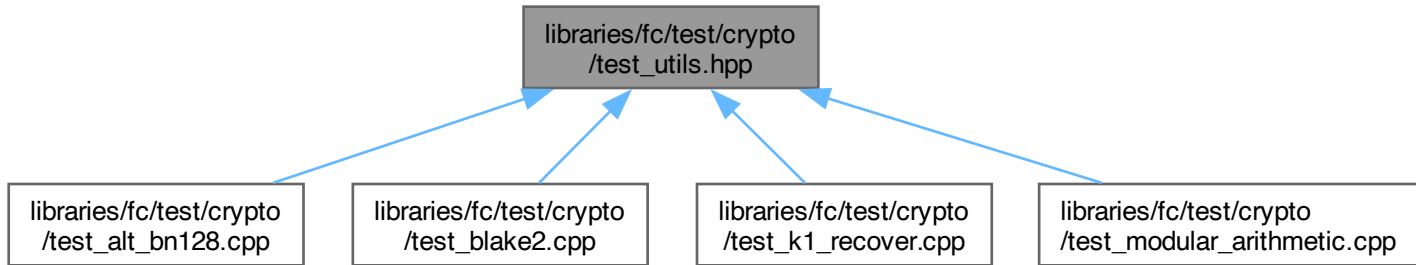 libraries/fc/test/crypto
/test_utils.hpp
libraries/fc/test/crypto
/test_alt_bn128.cpp
libraries/fc/test/crypto
/test_blake2.cpp
libraries/fc/test/crypto
/test_k1_recover.cpp
libraries/fc/test/crypto
/test_modular_arithmetic.cpp